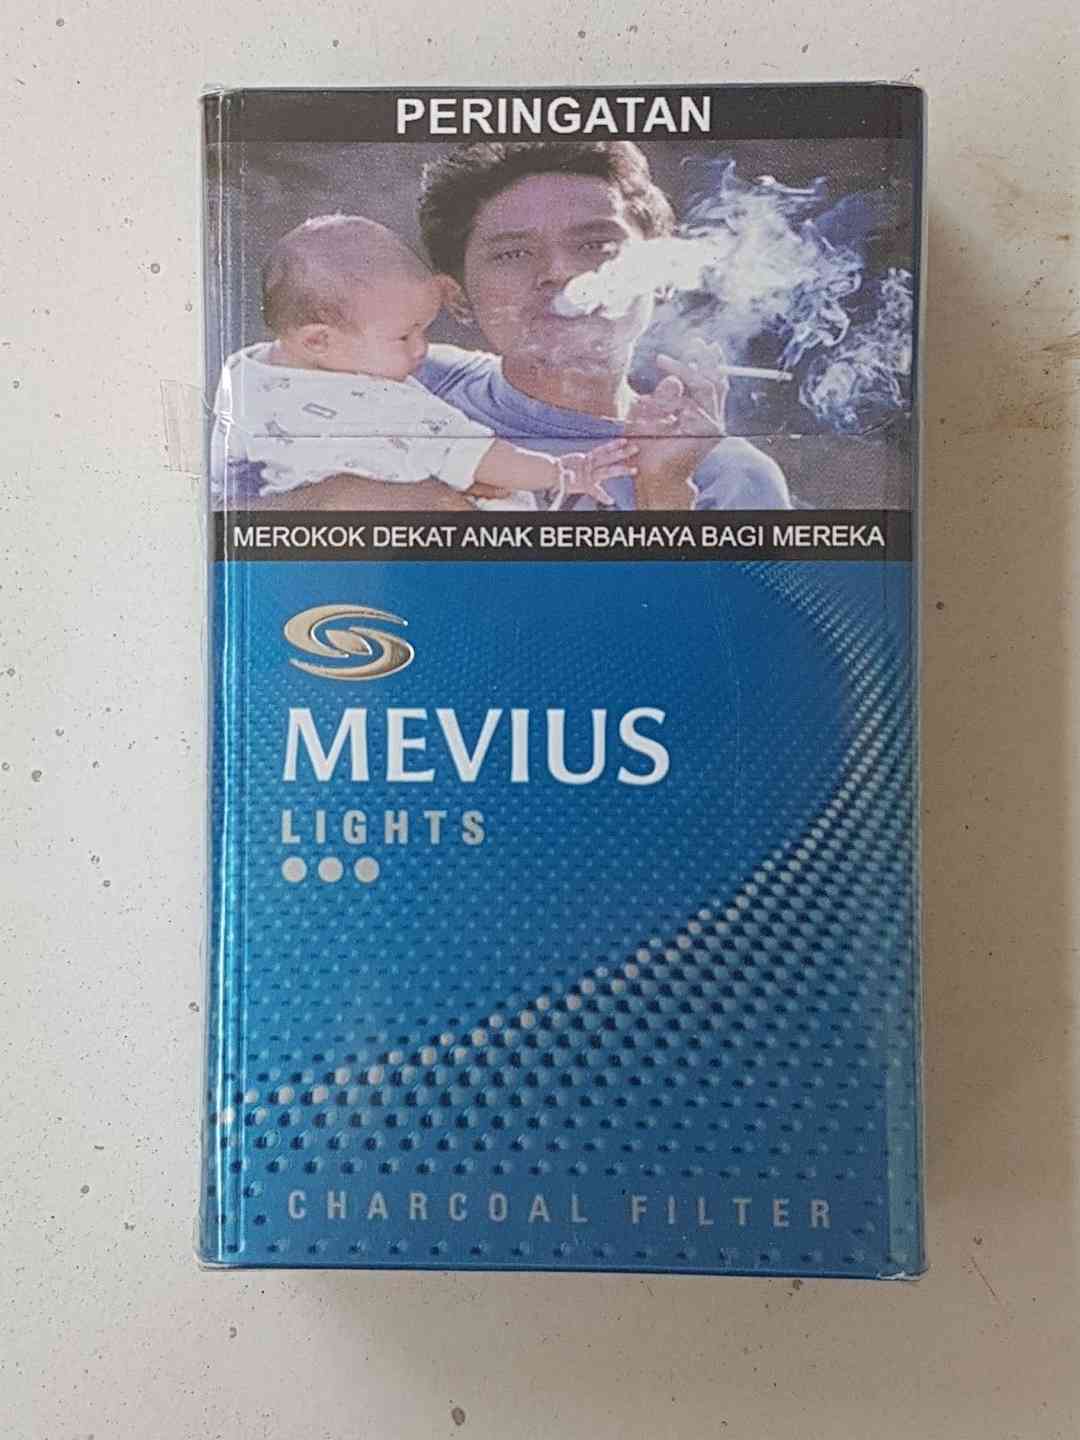 PERINGATAN
MEROKOK DEKAT ANAK BERBAHAYA BAGI MEREKA
MEVIUS
LIGHTS
CHARCOAL FILTER